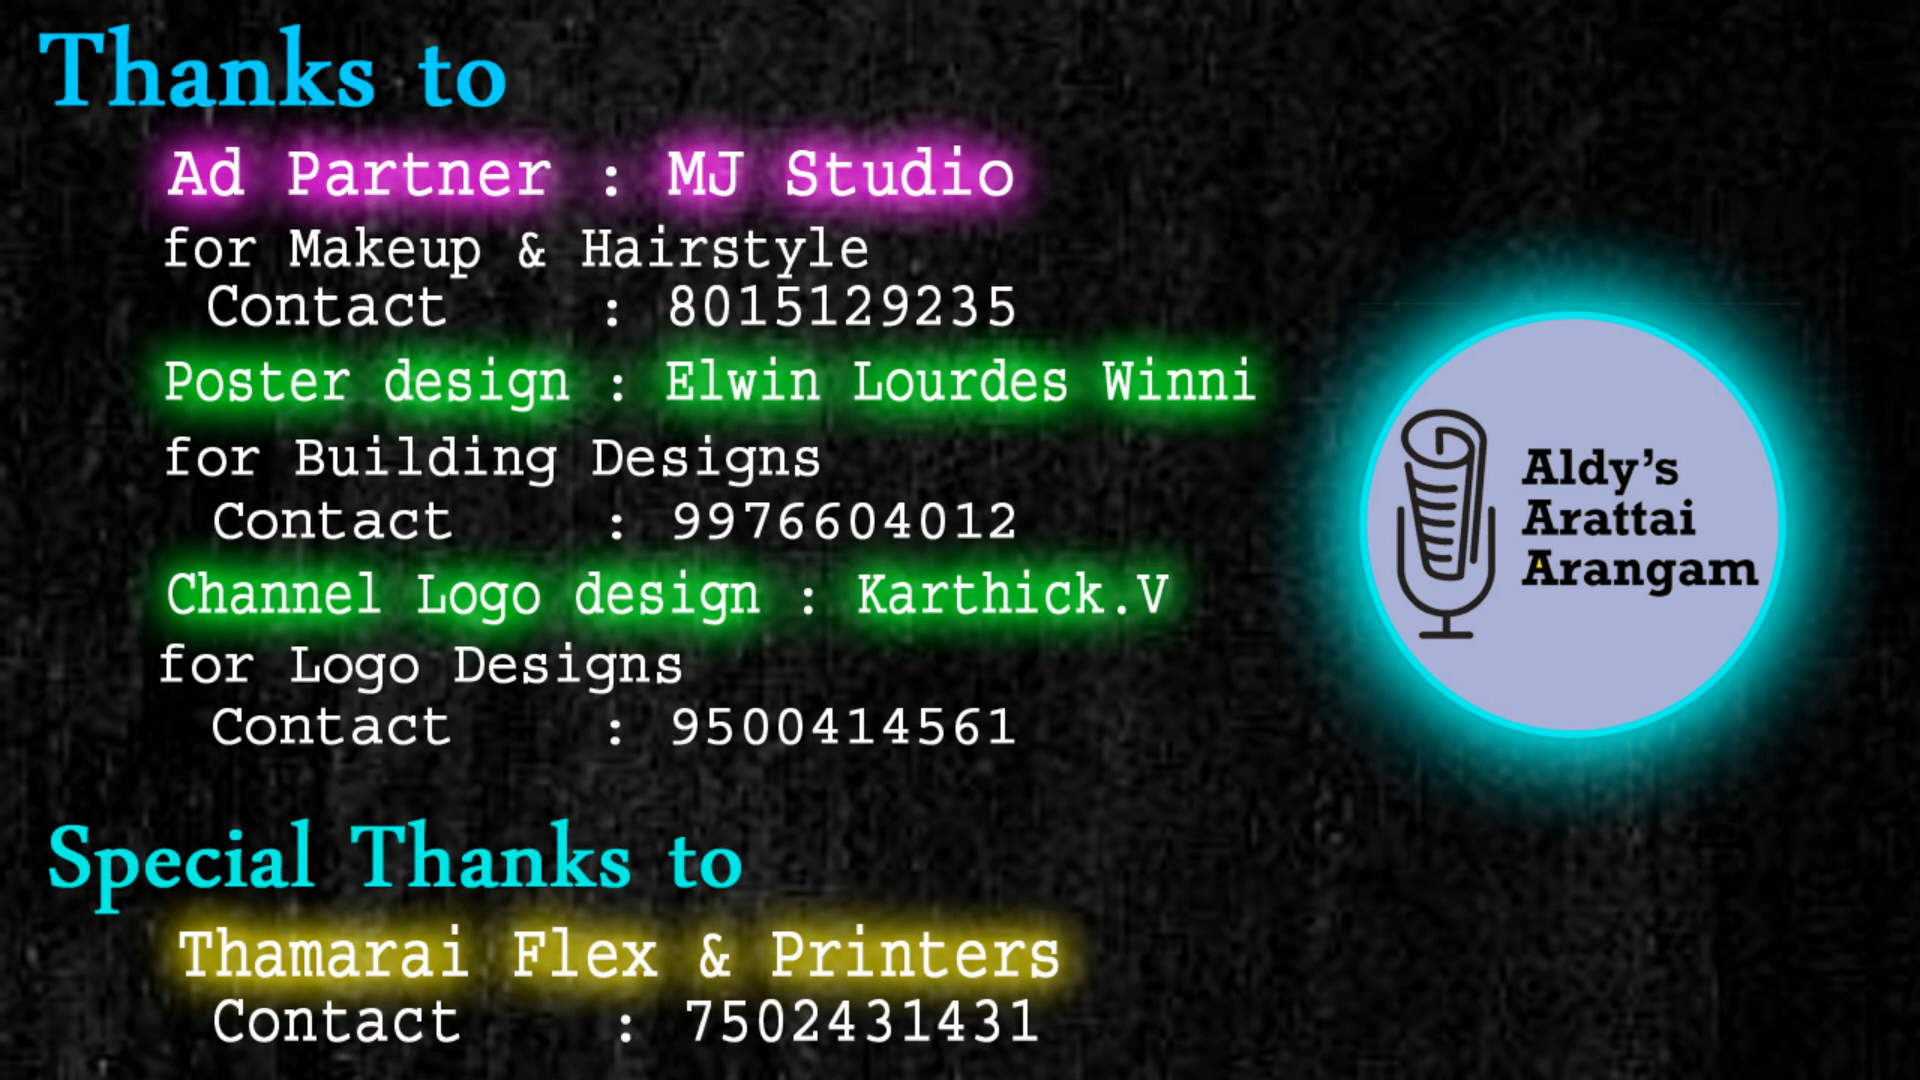 Thanks to
Ad Partner : MJ Studio
for Makeup & Hairstyle
Contact : 8015129235
Poster design : Elwin Lourdes Winni
for Building Designs
Contact : 9976604012
Channel Logo design : Karthick.V
for Logo Designs
Contact : 9500414561
Special Thanks to
Thamarai Flex & Printers
Contact : 7502431431
Aldy's
Arattai
Arangam